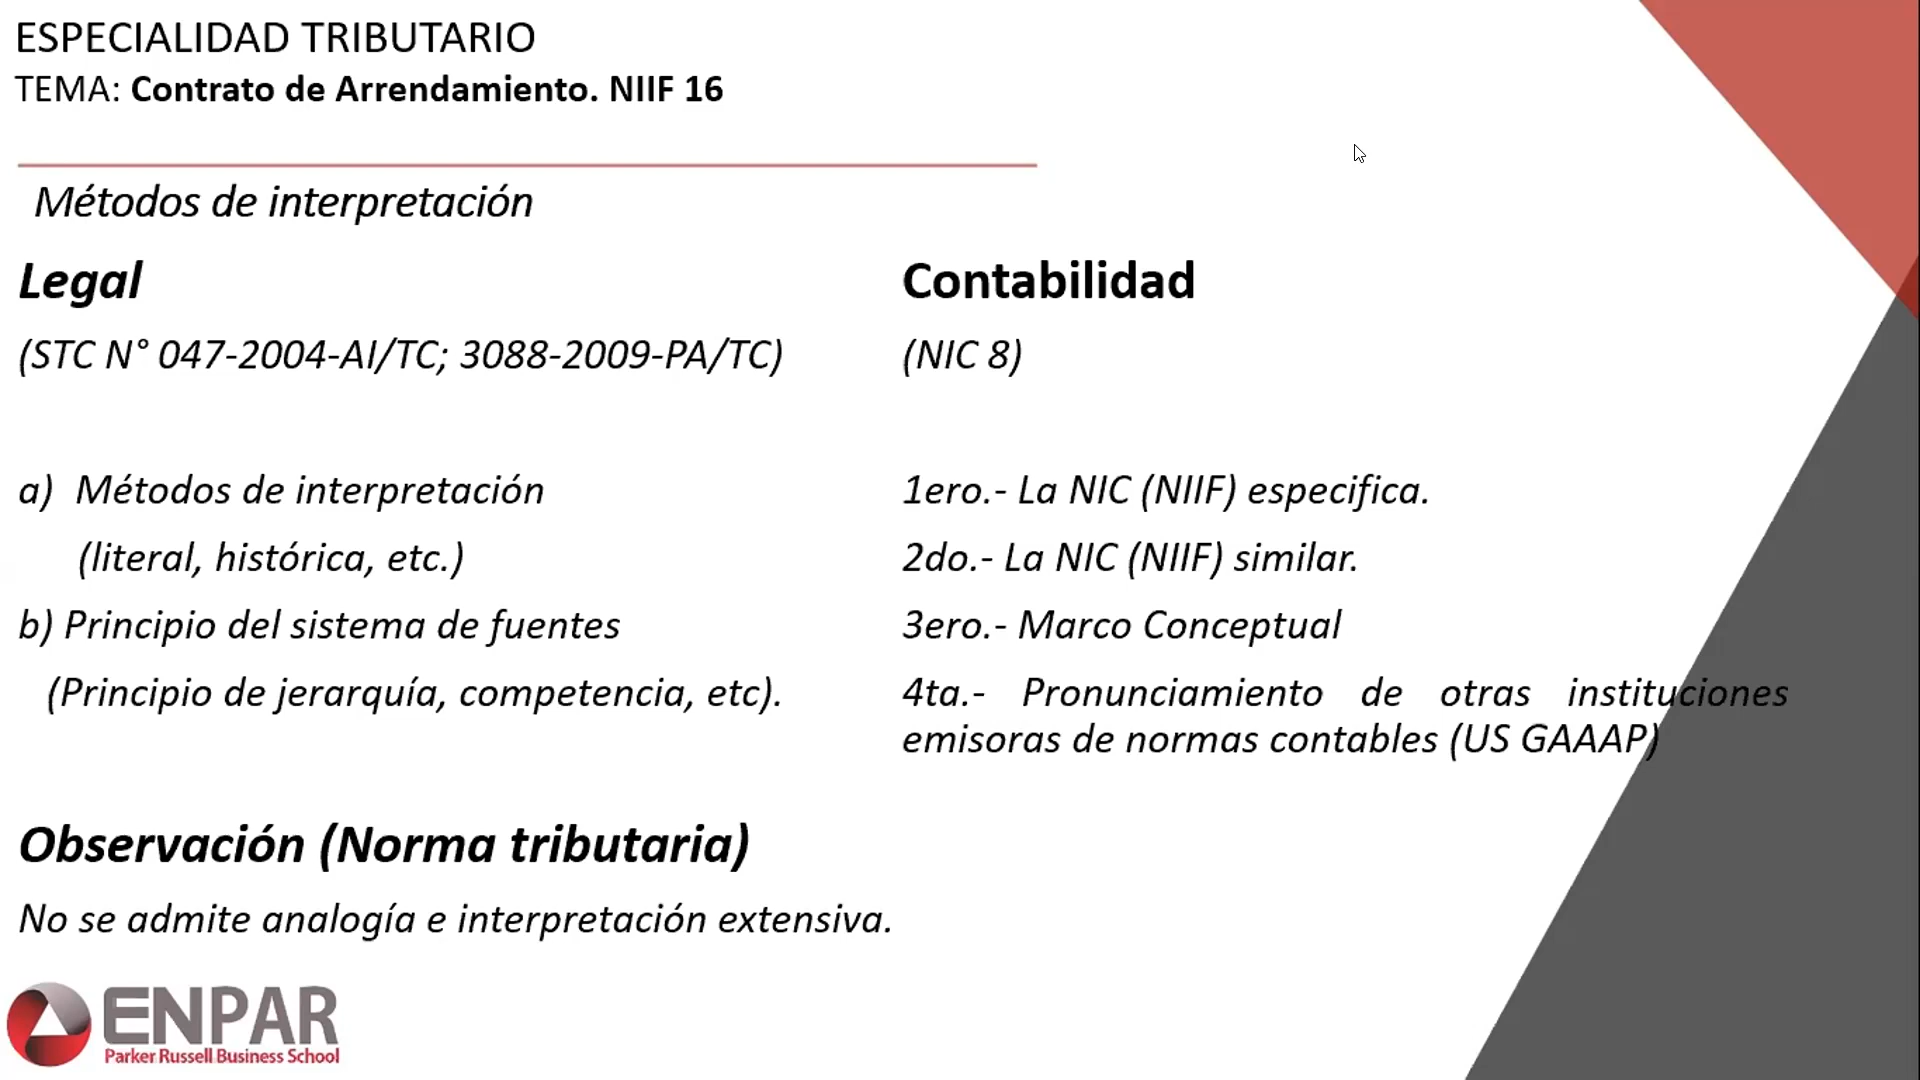 ESPECIALIDAD TRIBUTARIO
TEMA: Contrato de Arrendamiento. NIIF 16
Métodos de interpretación
Legal
(STC N° 047-2004-AI/TC; 3088-2009-PA/TC)
a) Métodos de interpretación
(literal, histórica, etc.)
b) Principio del sistema de fuentes
(Principio de jerarquía, competencia, etc).
Contabilidad
(NIC 8)
1ero.- La NIC (NIIF) especifica.
2do.- La NIC (NIIF) similar.
3ero.- Marco Conceptual
4ta.- Pronunciamiento de otras instituciones
emisoras de normas contables (US GAAAP)
Observación (Norma tributaria)
No se admite analogía e interpretación extensiva.
ENPAR
Parker Russell Business School